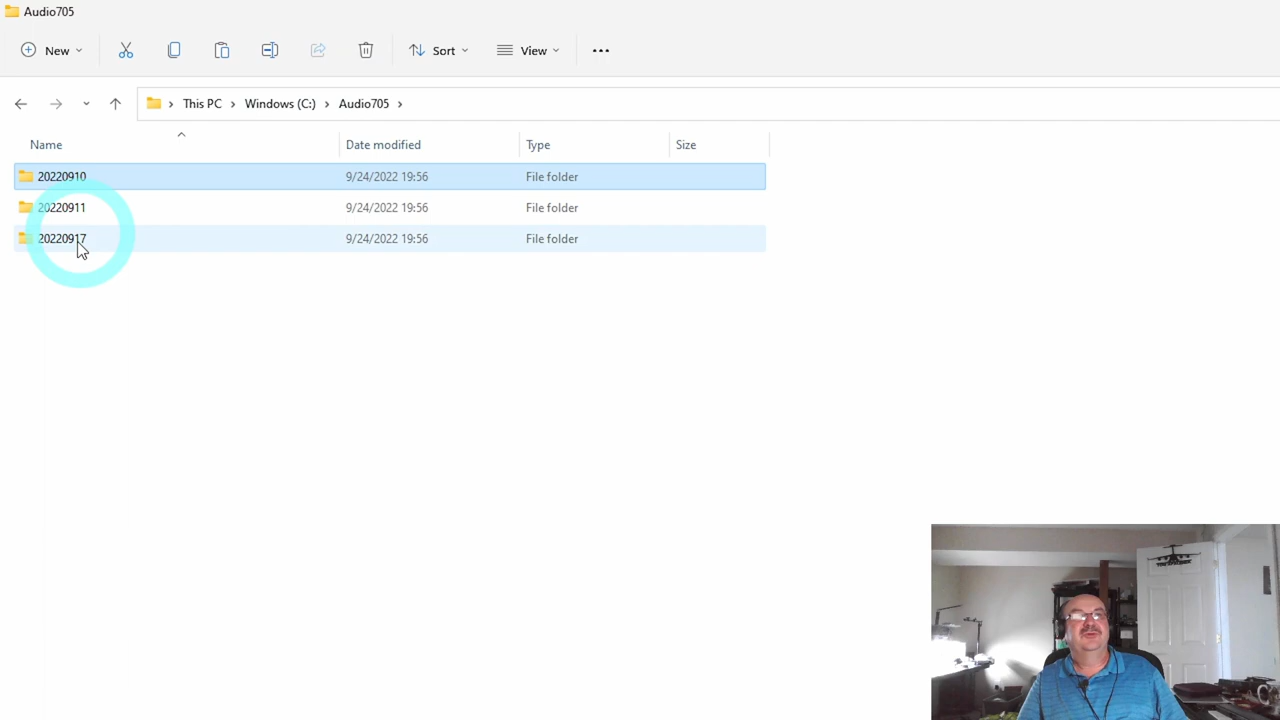 Audio705
New Sort View
This PC Windows (C:) Audio705
Name Date modified Type Size
20220910 9/24/2022 19:56 File folder
20220911 9/24/2022 19:56 File folder
20220917 9/24/2022 19:56 File folder